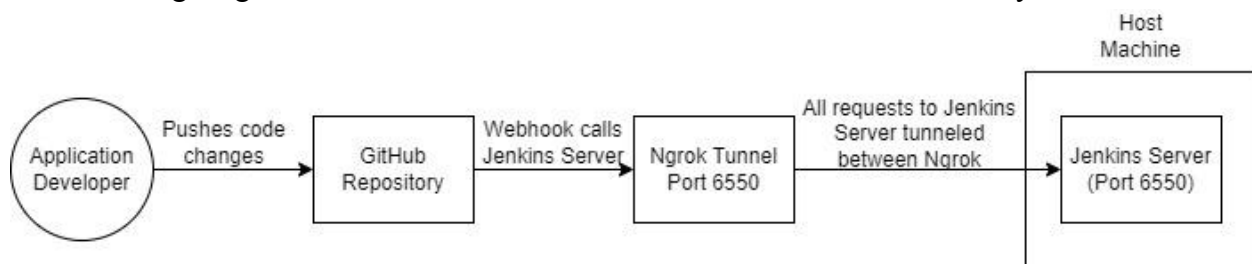 Host
Machine
Application
Developer
Pushes code
changes
GitHub
Repository
Webhook calls
Jenkins Server
Ngrok Tunnel
Port 6550
All requests to Jenkins
Server tunneled
between Ngrok
Jenkins Server
(Port 6550)